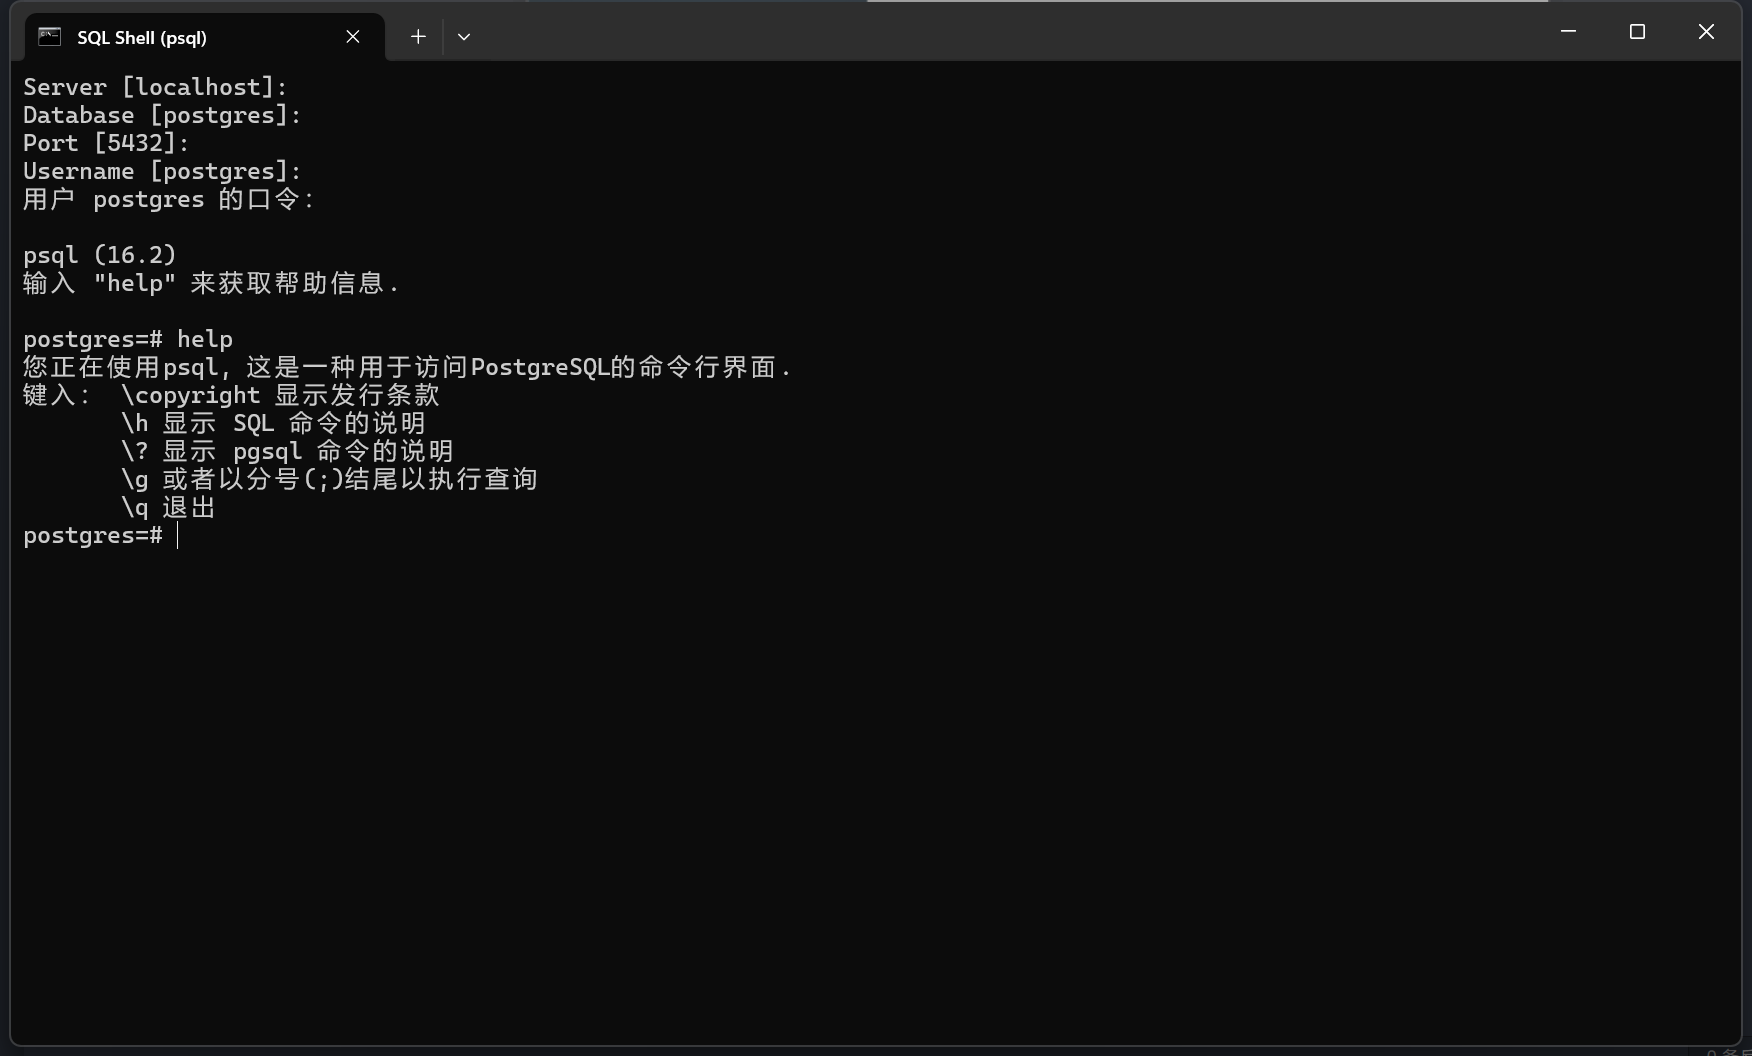 SQL Shell (psql)
Server [localhost]:
Database [postgres]:
Port [5432]:
Username [postgres]:
用户 postgres 的口令：
psql (16.2)
输入 "help" 来获取帮助信息.
postgres=# help
您正在使用psql, 这是一种用于访问PostgreSQL的命令行界面.
键入： \copyright 显示发行条款
\h 显示 SQL 命令的说明
\? 显示 pgsql 命令的说明
\g 或者以分号(;)结尾以执行查询
\q 退出
postgres=#